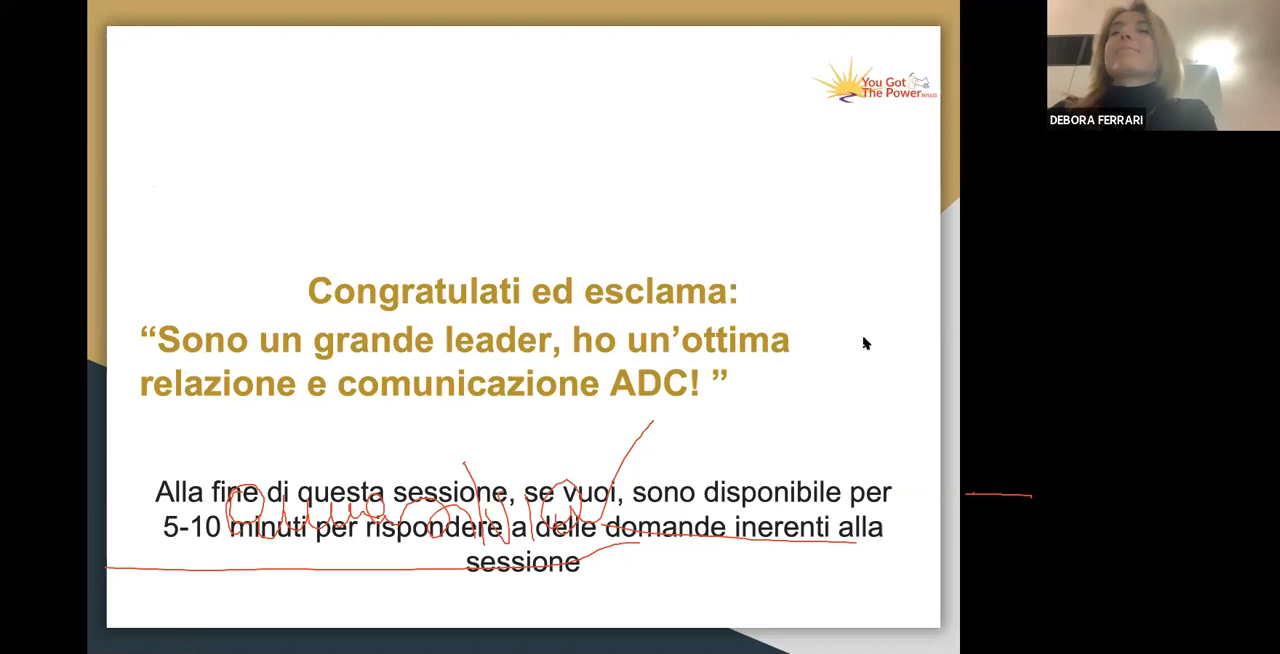 You Got
The Power
DEBORA FERRARI
Congratulati ed esclama:
“Sono un grande leader, ho un’ottima
relazione e comunicazione ADC! ”
Alla fine di questa sessione, se vuoi, sono disponibile per
5-10 minuti per rispondere a delle domande inerenti alla
sessione